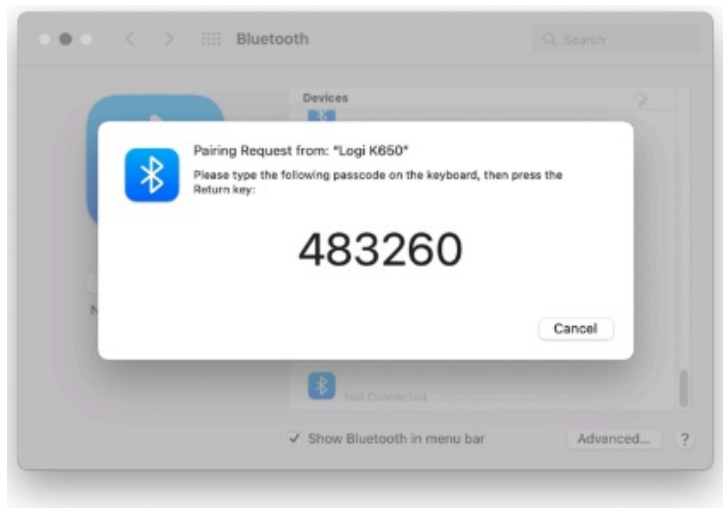 Bluetooth
Search
Devices
Pairing Request from: "Logi K650"
Please type the following passcode on the keyboard, then press the
Return key:
483260
Cancel
N
Not Connected
Show Bluetooth in menu bar
Advanced...
?